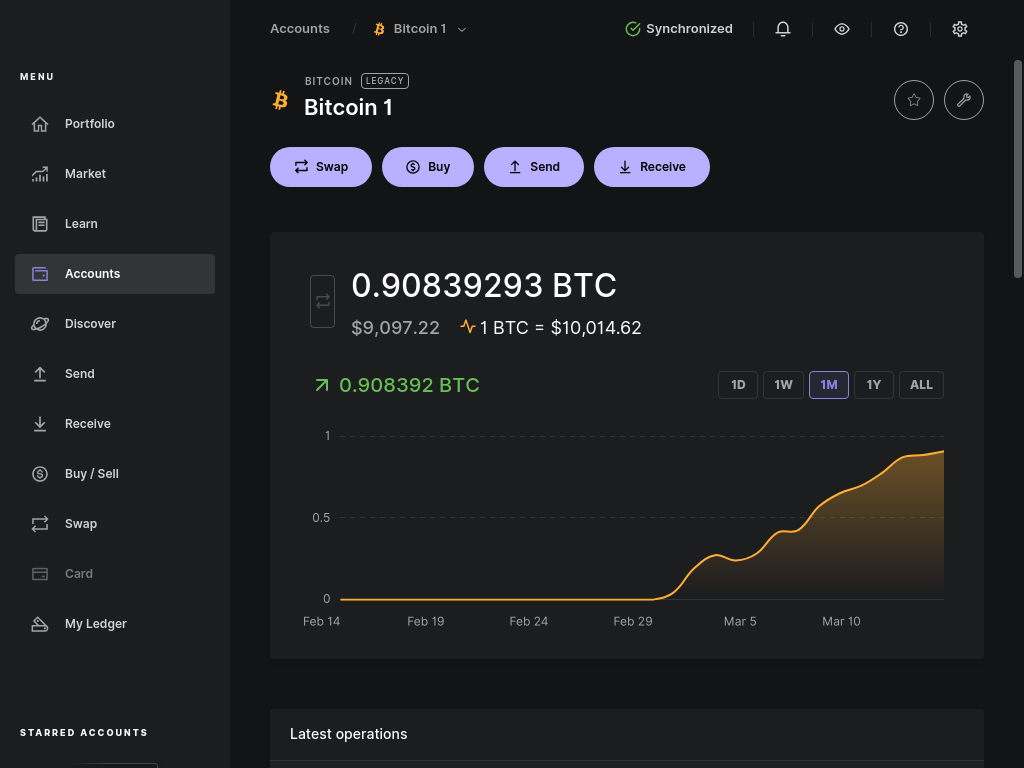 Accounts / Bitcoin 1
Synchronized
MENU
Portfolio
Market
Learn
Accounts
Discover
Send
Receive
Buy / Sell
Swap
Card
My Ledger
STARRED ACCOUNTS
BITCOIN LEGACY
Bitcoin 1
Swap Buy Send Receive
0.90839293 BTC
$9,097.22 1 BTC = $10,014.62
0.908392 BTC
1D 1W 1M 1Y ALL
1
0.5
0
Feb 14 Feb 19 Feb 24 Feb 29 Mar 5 Mar 10
Latest operations